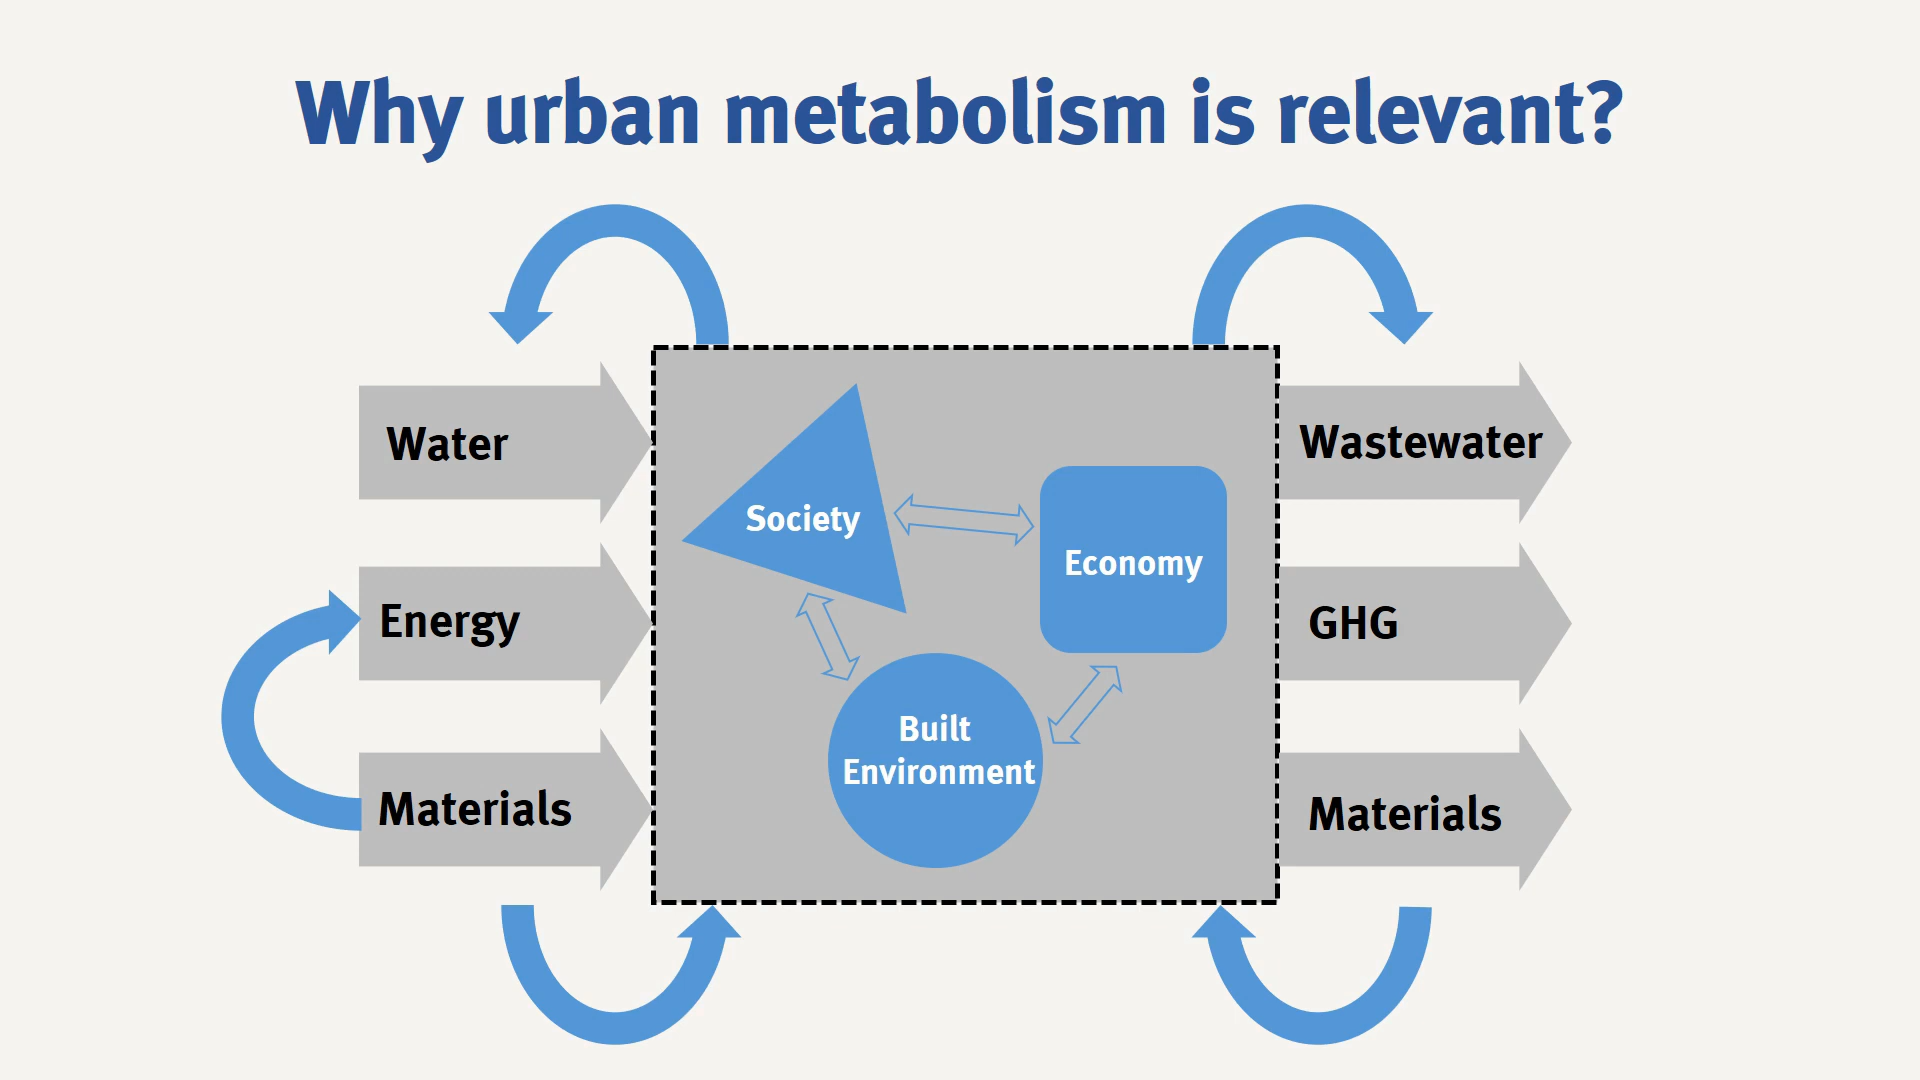 Why urban metabolism is relevant?
Water
Energy
Materials
Society
Economy
Built
Environment
Wastewater
GHG
Materials